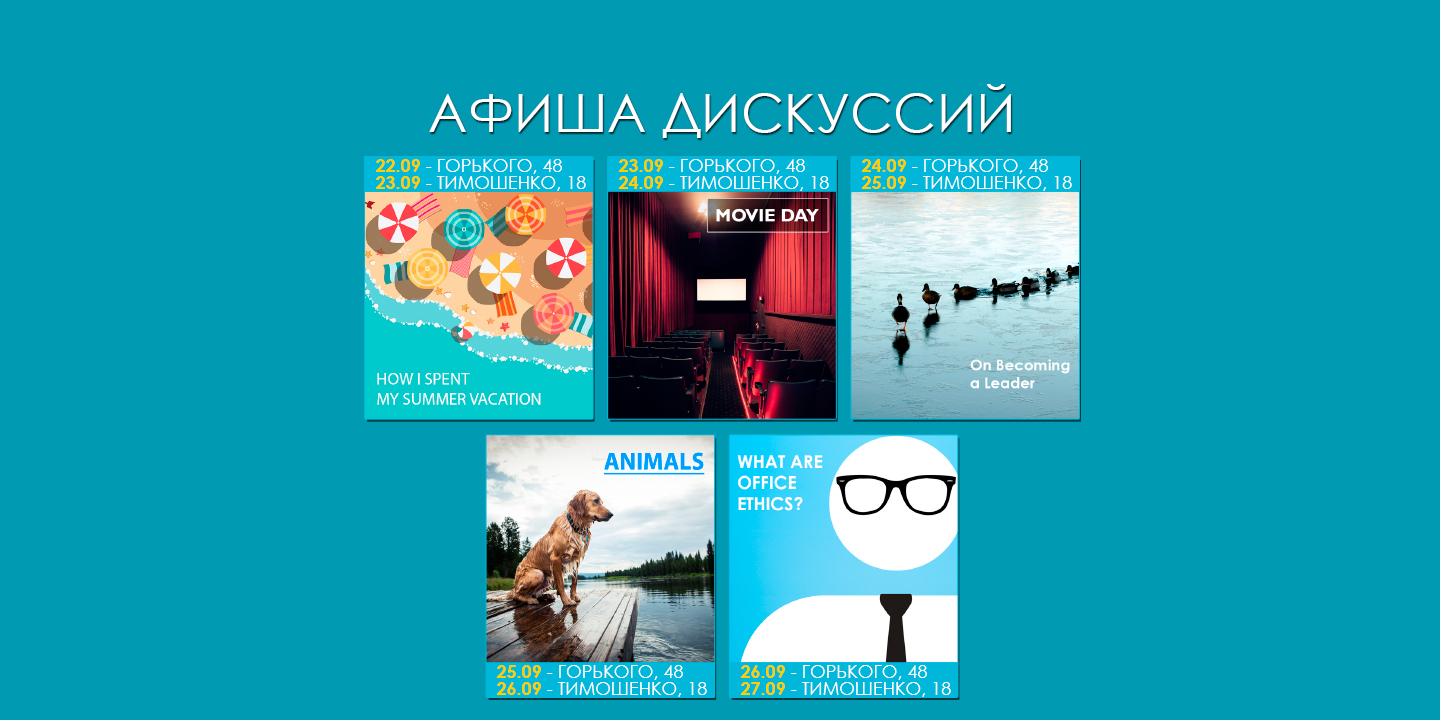 АФИША ДИСКУССИЙ
22.09 - ГОРЬКОГО, 48
23.09 - ТИМОШЕНКО, 18
HOW I SPENT
MY SUMMER VACATION
23.09 - ГОРЬКОГО, 48
24.09 - ТИМОШЕНКО, 18
MOVIE DAY
24.09 - ГОРЬКОГО, 48
25.09 - ТИМОШЕНКО, 18
On Becoming
a Leader
ANIMALS
25.09 - ГОРЬКОГО, 48
26.09 - ТИМОШЕНКО, 18
WHAT ARE
OFFICE
ETHICS?
26.09 - ГОРЬКОГО, 48
27.09 - ТИМОШЕНКО, 18